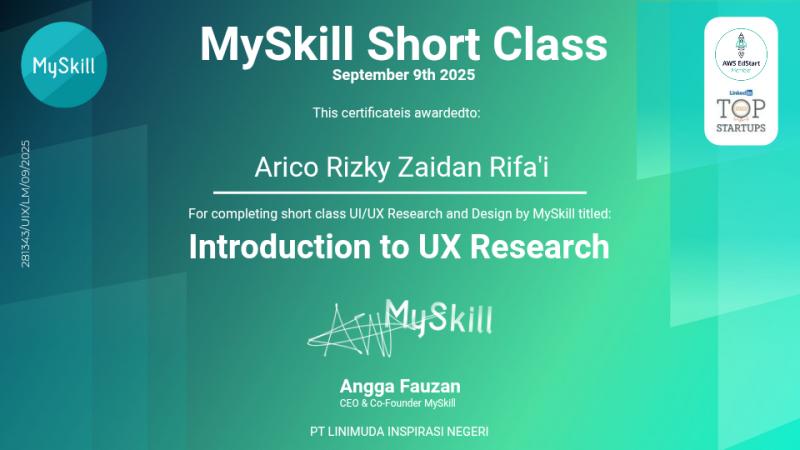 MySkill
MySkill Short Class
September 9th 2025
AWS EdStart
Member
LinkedIn
TOP
STARTUPS
This certificateis awardedto:
Arico Rizky Zaidan Rifa'i
281343/UIX/LM/09/2025
For completing short class UI/UX Research and Design by MySkill titled:
Introduction to UX Research
MySkill
Angga Fauzan
CEO & Co-Founder MySkill
PT LINIMUDA INSPIRASI NEGERI